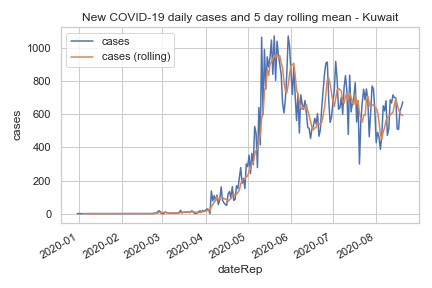 New COVID-19 daily cases and 5 day rolling mean - Kuwait
cases
cases (rolling)
1000
800
600
400
200
0
cases
2020-01
2020-02
2020-03
2020-04
2020-05
2020-06
2020-07
2020-08
dateRep